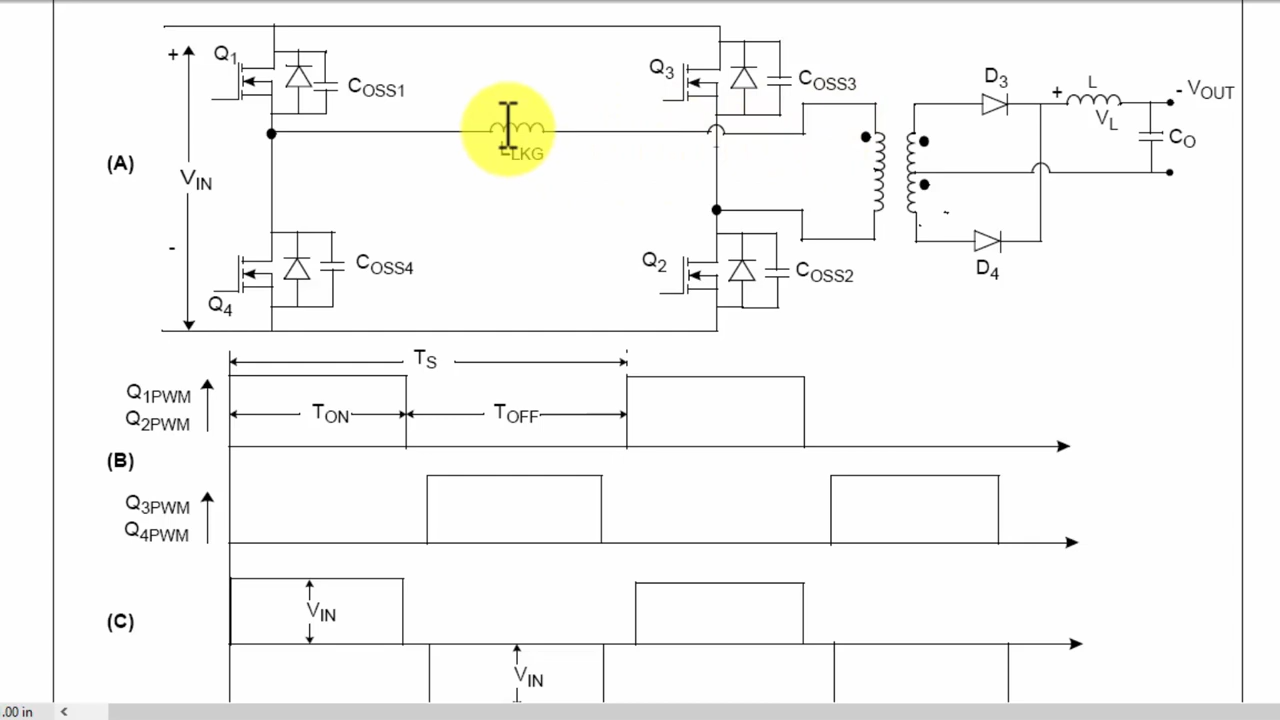 +
Q1
COSS1
Q3
COSS3
D3
L
+
- VOUT
VL
CO
LKG
(A)
VIN
-
COSS4
Q4
Q2
COSS2
D4
TS
Q1PWM
Q2PWM
TON
TOFF
(B)
Q3PWM
Q4PWM
(C)
VIN
VIN
.00 in